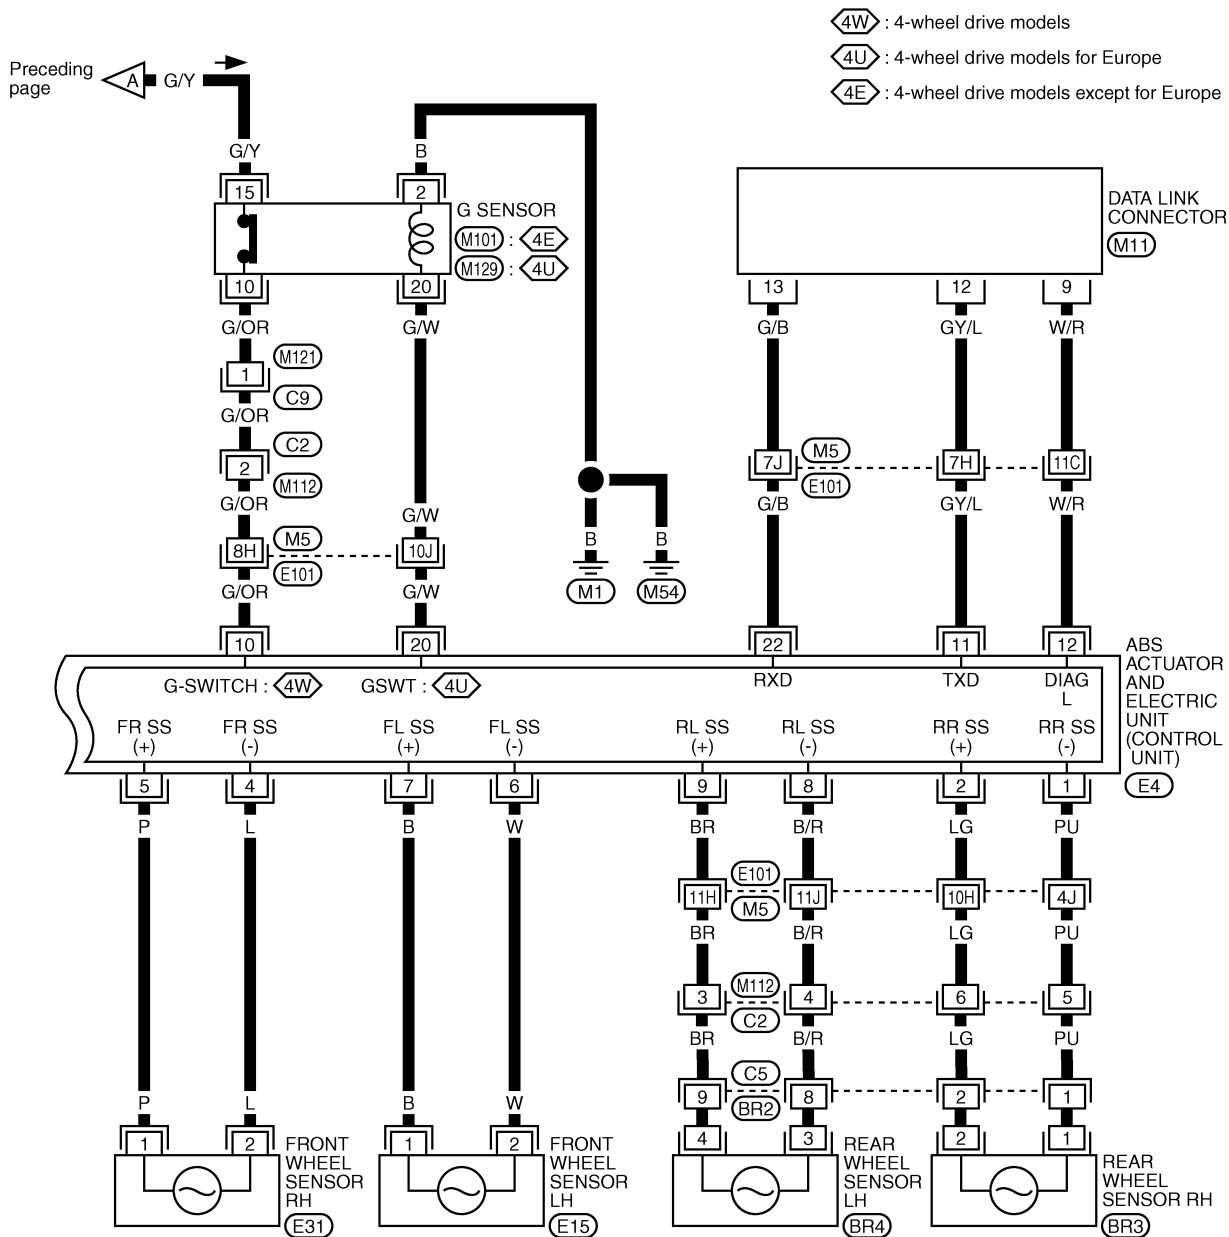 4W : 4-wheel drive models
4U : 4-wheel drive models for Europe
4E : 4-wheel drive models except for Europe
Preceding
page
A G/Y
G/Y B
15 2
G SENSOR
M101 : 4E
M129 : 4U
10 20
DATA LINK
CONNECTOR
M11
13 12 9
G/OR G/W G/B GY/L W/R
M121
1
C9
G/OR
C2
2
M112
G/OR G/W
M5
7J 7H 11C
E101
G/B GY/L W/R
M5
8H 10J
E101
G/OR G/W
B B
M1 M54
10 20 22 11 12
ABS
ACTUATOR
AND
ELECTRIC
UNIT
(CONTROL
UNIT)
E4
G-SWITCH : 4W GSWT : 4U RXD TXD DIAG
L
FR SS FR SS FL SS FL SS RL SS RL SS RR SS RR SS
(+) (-) (+) (-) (+) (-) (+) (-)
5 4 7 6 9 8 2 1
P L B W BR B/R LG PU
E101
11H 11J 10H 4J
M5
BR B/R LG PU
M112
3 4 6 5
C2
BR B/R LG PU
C5
9 8 2 1
BR2
P L B W
1 2 1 2 4 3 2 1
FRONT
WHEEL
SENSOR
RH
E31
FRONT
WHEEL
SENSOR
LH
E15
REAR
WHEEL
SENSOR
LH
BR4
REAR
WHEEL
SENSOR RH
BR3